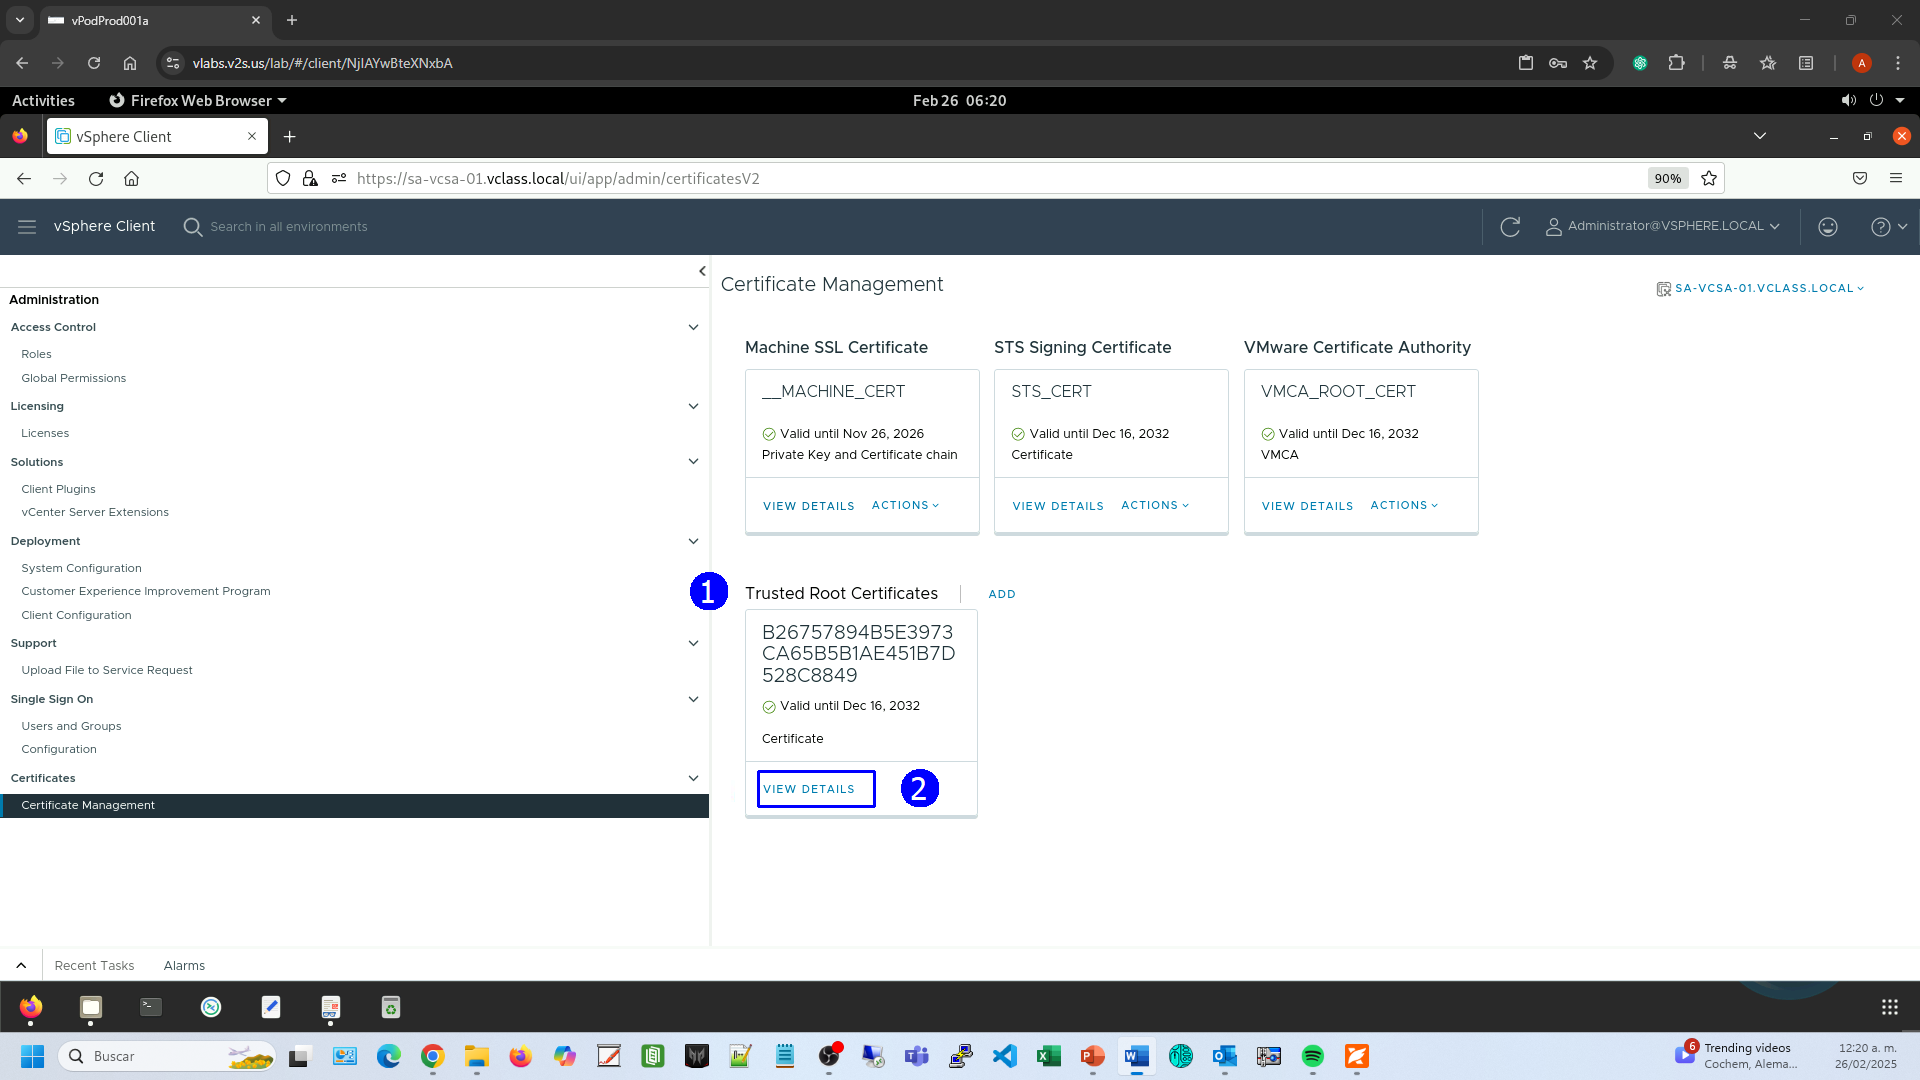 vPodProd001a
vlabs.v2s.us/lab/#/client/NjIAYwBteXNxbA
A
Activities
Firefox Web Browser
Feb 26 06:20
vSphere Client
https://sa-vcsa-01.vclass.local/ui/app/admin/certificatesV2
90%
vSphere Client
Search in all environments
Administrator@VSPHERE.LOCAL
Administration
Access Control
Roles
Global Permissions
Licensing
Licenses
Solutions
Client Plugins
vCenter Server Extensions
Deployment
System Configuration
Customer Experience Improvement Program
Client Configuration
Support
Upload File to Service Request
Single Sign On
Users and Groups
Configuration
Certificates
Certificate Management
Certificate Management
SA-VCSA-01.VCLASS.LOCAL
Machine SSL Certificate
__MACHINE_CERT
Valid until Nov 26, 2026
Private Key and Certificate chain
VIEW DETAILS ACTIONS
STS Signing Certificate
STS_CERT
Valid until Dec 16, 2032
Certificate
VIEW DETAILS ACTIONS
VMware Certificate Authority
VMCA_ROOT_CERT
Valid until Dec 16, 2032
VMCA
VIEW DETAILS ACTIONS
1
Trusted Root Certificates
ADD
B26757894B5E3973
CA65B5B1AE451B7D
528C8849
Valid until Dec 16, 2032
Certificate
VIEW DETAILS
2
Recent Tasks
Alarms
Buscar
6
Trending videos
Cochem, Alema...
12:20 a. m.
26/02/2025